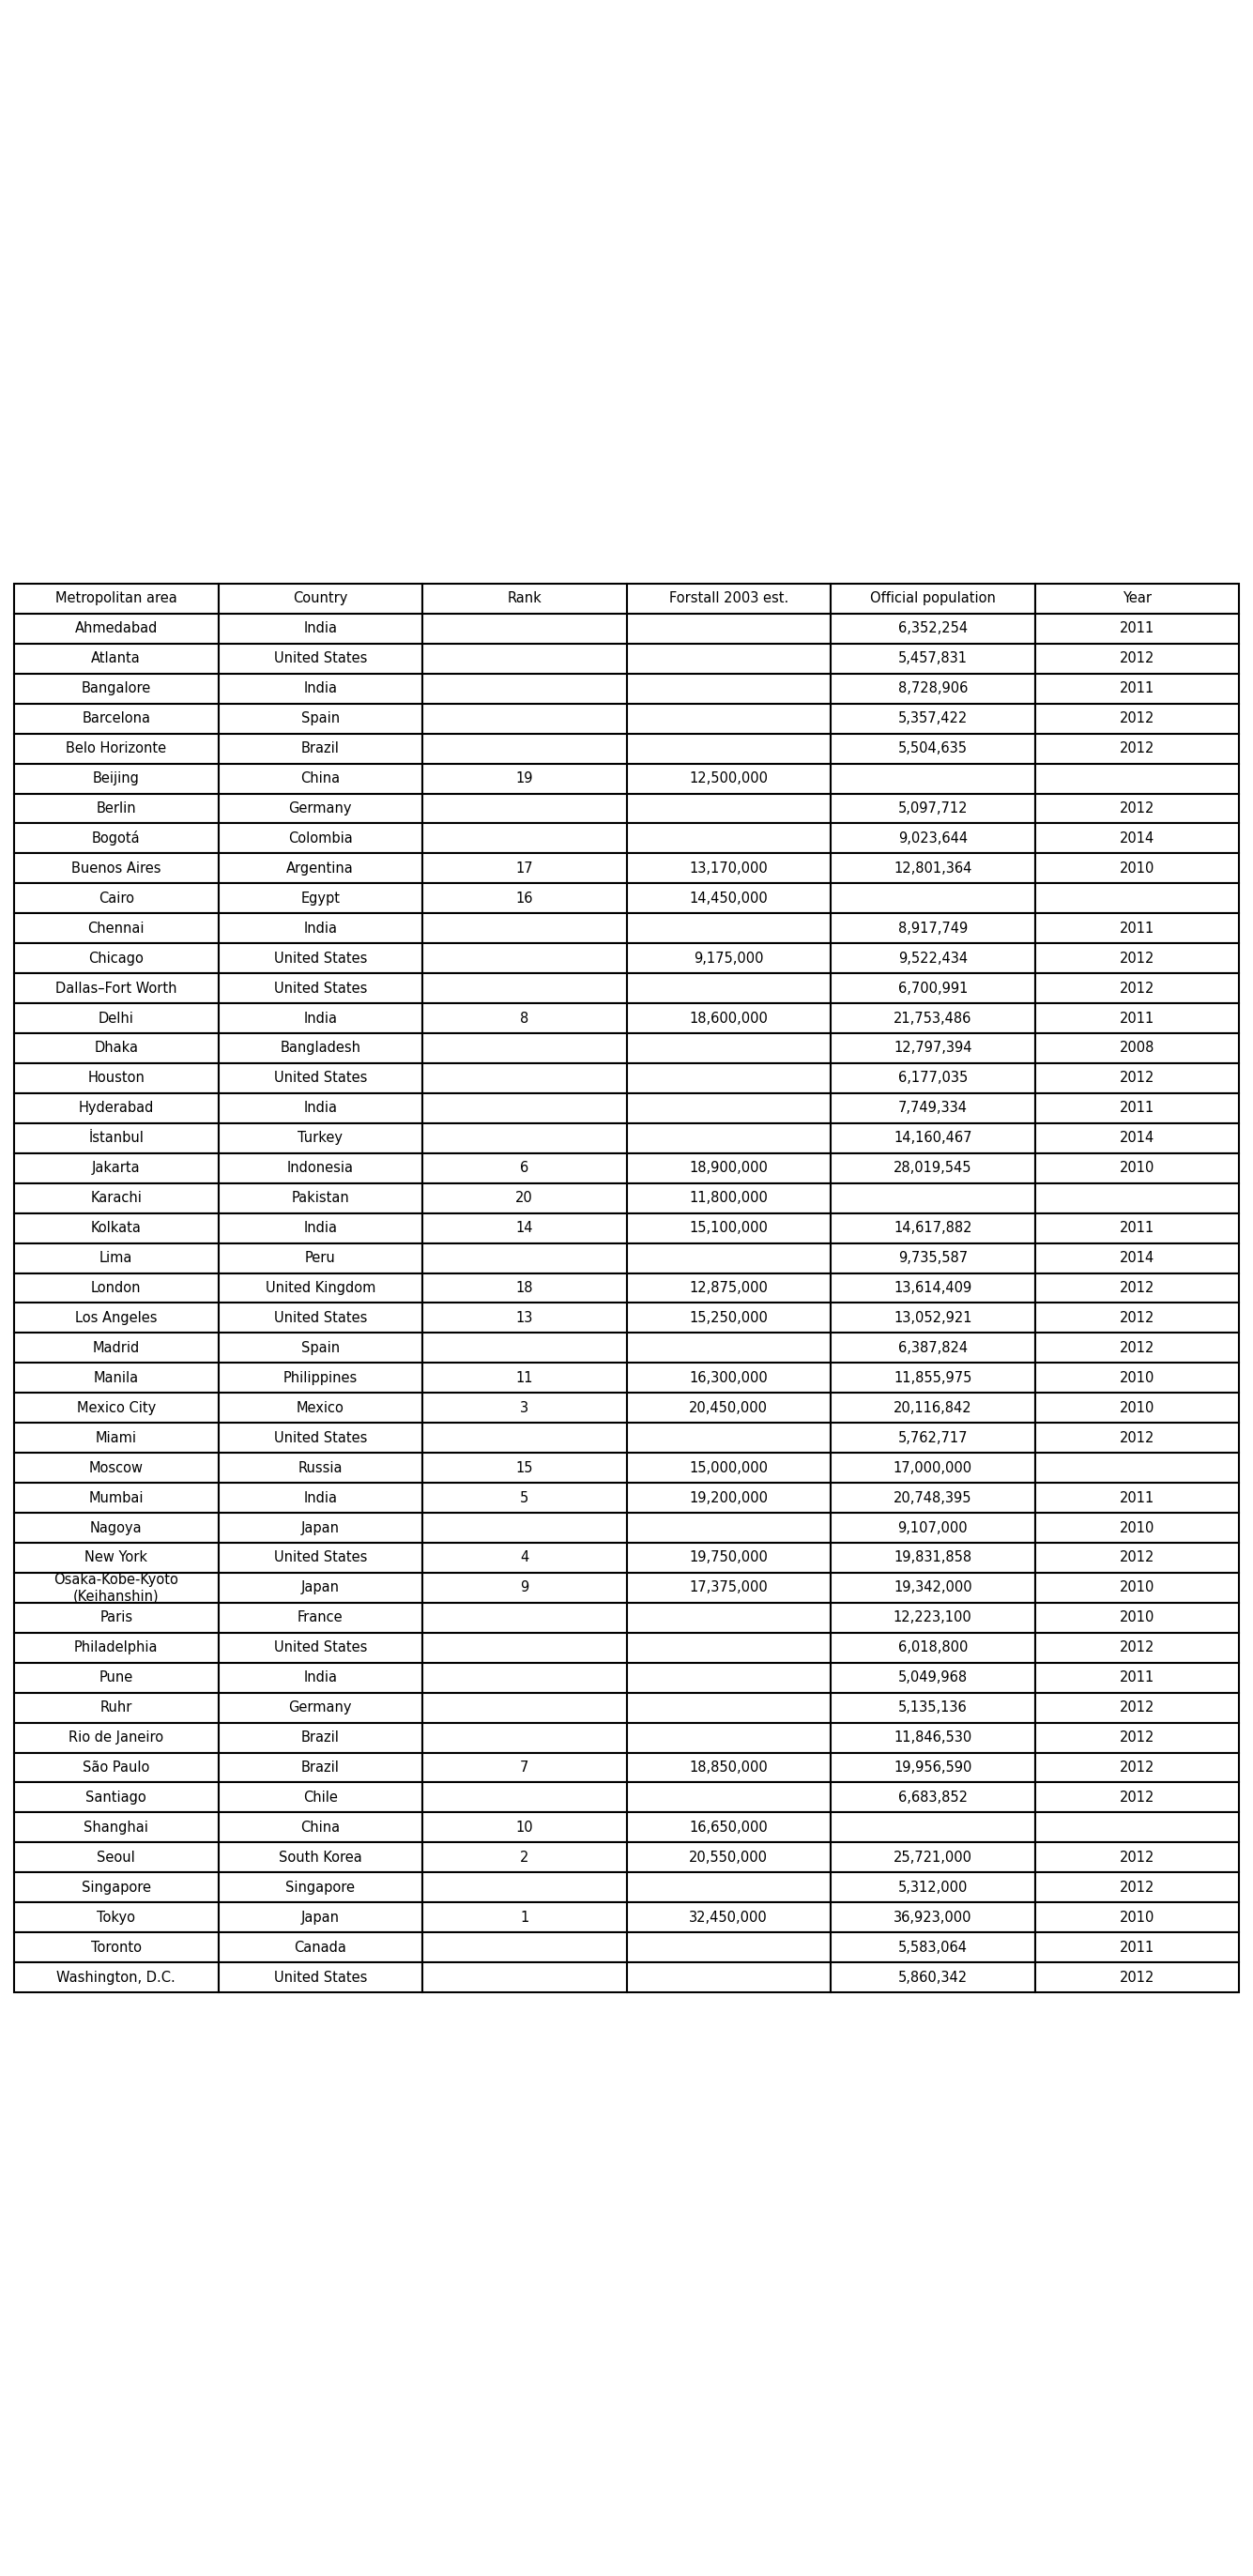 Metropolitan area Country Rank Forstall 2003 est. Official population Year
Ahmedabad India 6,352,254 2011
Atlanta United States 5,457,831 2012
Bangalore India 8,728,906 2011
Barcelona Spain 5,357,422 2012
Belo Horizonte Brazil 5,504,635 2012
Beijing China 19 12,500,000
Berlin Germany 5,097,712 2012
Bogotá Colombia 9,023,644 2014
Buenos Aires Argentina 17 13,170,000 12,801,364 2010
Cairo Egypt 16 14,450,000
Chennai India 8,917,749 2011
Chicago United States 9,175,000 9,522,434 2012
Dallas–Fort Worth United States 6,700,991 2012
Delhi India 8 18,600,000 21,753,486 2011
Dhaka Bangladesh 12,797,394 2008
Houston United States 6,177,035 2012
Hyderabad India 7,749,334 2011
İstanbul Turkey 14,160,467 2014
Jakarta Indonesia 6 18,900,000 28,019,545 2010
Karachi Pakistan 20 11,800,000
Kolkata India 14 15,100,000 14,617,882 2011
Lima Peru 9,735,587 2014
London United Kingdom 18 12,875,000 13,614,409 2012
Los Angeles United States 13 15,250,000 13,052,921 2012
Madrid Spain 6,387,824 2012
Manila Philippines 11 16,300,000 11,855,975 2010
Mexico City Mexico 3 20,450,000 20,116,842 2010
Miami United States 5,762,717 2012
Moscow Russia 15 15,000,000 17,000,000
Mumbai India 5 19,200,000 20,748,395 2011
Nagoya Japan 9,107,000 2010
New York United States 4 19,750,000 19,831,858 2012
Osaka-Kobe-Kyoto
(Keihanshin) Japan 9 17,375,000 19,342,000 2010
Paris France 12,223,100 2010
Philadelphia United States 6,018,800 2012
Pune India 5,049,968 2011
Ruhr Germany 5,135,136 2012
Rio de Janeiro Brazil 11,846,530 2012
São Paulo Brazil 7 18,850,000 19,956,590 2012
Santiago Chile 6,683,852 2012
Shanghai China 10 16,650,000
Seoul South Korea 2 20,550,000 25,721,000 2012
Singapore Singapore 5,312,000 2012
Tokyo Japan 1 32,450,000 36,923,000 2010
Toronto Canada 5,583,064 2011
Washington, D.C. United States 5,860,342 2012